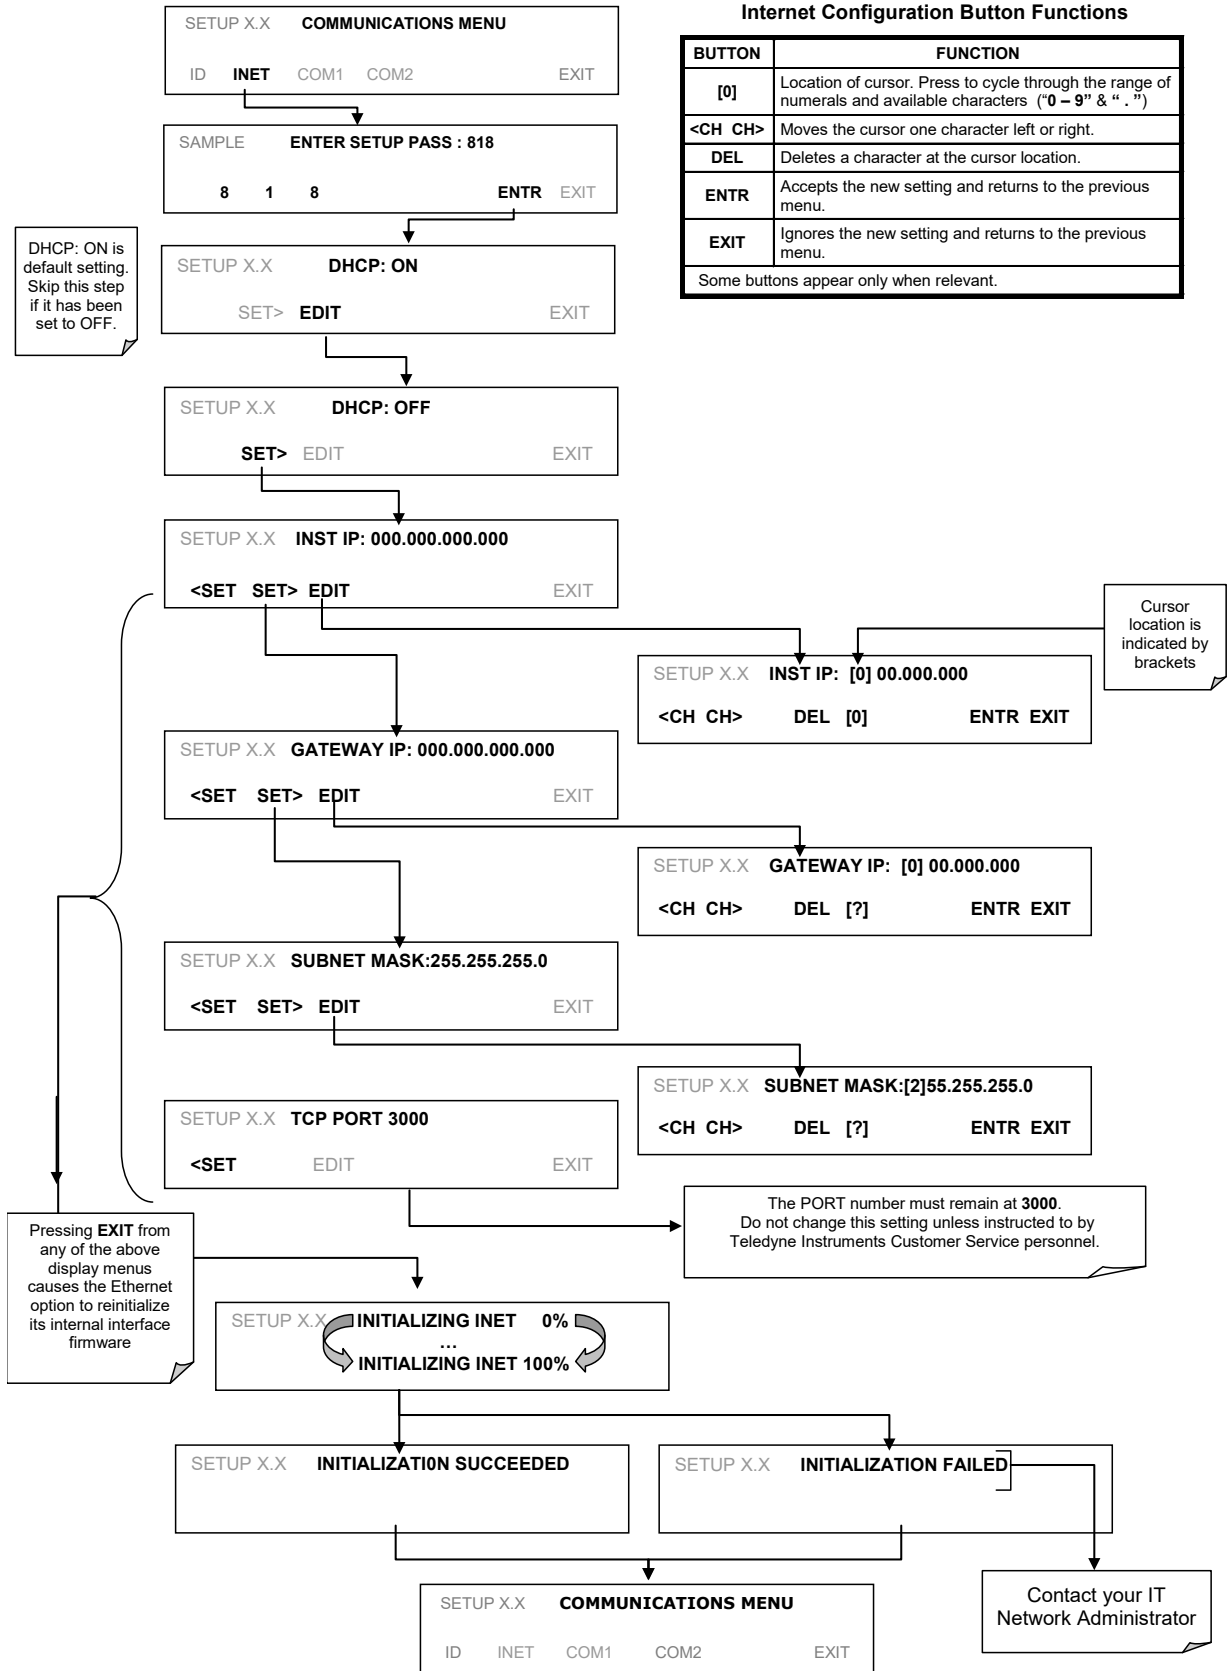 SETUP X.X COMMUNICATIONS MENU
ID INET COM1 COM2 EXIT
Internet Configuration Button Functions
BUTTON FUNCTION
[0] Location of cursor. Press to cycle through the range of
numerals and available characters (“0 – 9” & “ . ”)
<CH CH> Moves the cursor one character left or right.
DEL Deletes a character at the cursor location.
ENTR Accepts the new setting and returns to the previous
menu.
EXIT Ignores the new setting and returns to the previous
menu.
Some buttons appear only when relevant.
SAMPLE ENTER SETUP PASS : 818
8 1 8 ENTR EXIT
DHCP: ON is
default setting.
Skip this step
if it has been
set to OFF.
SETUP X.X DHCP: ON
SET> EDIT EXIT
SETUP X.X DHCP: OFF
SET> EDIT EXIT
SETUP X.X INST IP: 000.000.000.000
<SET SET> EDIT EXIT
Cursor
location is
indicated by
brackets
SETUP X.X INST IP: [0] 00.000.000
<CH CH> DEL [0] ENTR EXIT
SETUP X.X GATEWAY IP: 000.000.000.000
<SET SET> EDIT EXIT
SETUP X.X GATEWAY IP: [0] 00.000.000
<CH CH> DEL [?] ENTR EXIT
SETUP X.X SUBNET MASK:255.255.255.0
<SET SET> EDIT EXIT
SETUP X.X SUBNET MASK:[2]55.255.255.0
<CH CH> DEL [?] ENTR EXIT
SETUP X.X TCP PORT 3000
<SET EDIT EXIT
The PORT number must remain at 3000.
Do not change this setting unless instructed to by
Teledyne Instruments Customer Service personnel.
Pressing EXIT from
any of the above
display menus
causes the Ethernet
option to reinitialize
its internal interface
firmware
SETUP X.X INITIALIZING INET 0%
…
INITIALIZING INET 100%
SETUP X.X INITIALIZATI0N SUCCEEDED
SETUP X.X INITIALIZATION FAILED
Contact your IT
Network Administrator
SETUP X.X COMMUNICATIONS MENU
ID INET COM1 COM2 EXIT